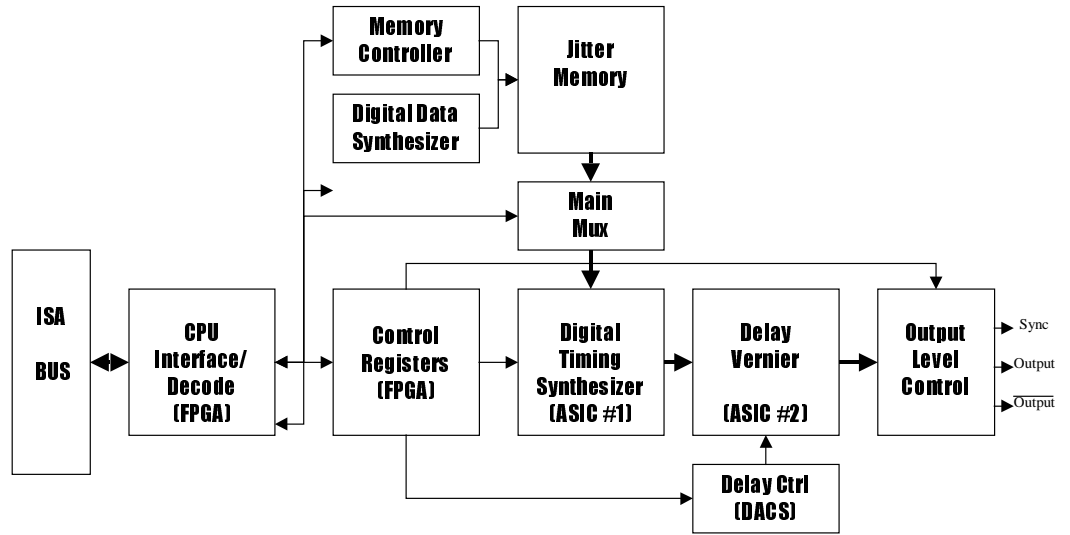 Memory
Controller
Jitter
Memory
Digital Data
Synthesizer
Main
Mux
ISA
BUS
CPU
Interface/
Decode
(FPGA)
Control
Registers
(FPGA)
Digital
Timing
Synthesizer
(ASIC #1)
Delay
Vernier
(ASIC #2)
Output
Level
Control
Sync
Output
Output
Delay Ctrl
(DACS)